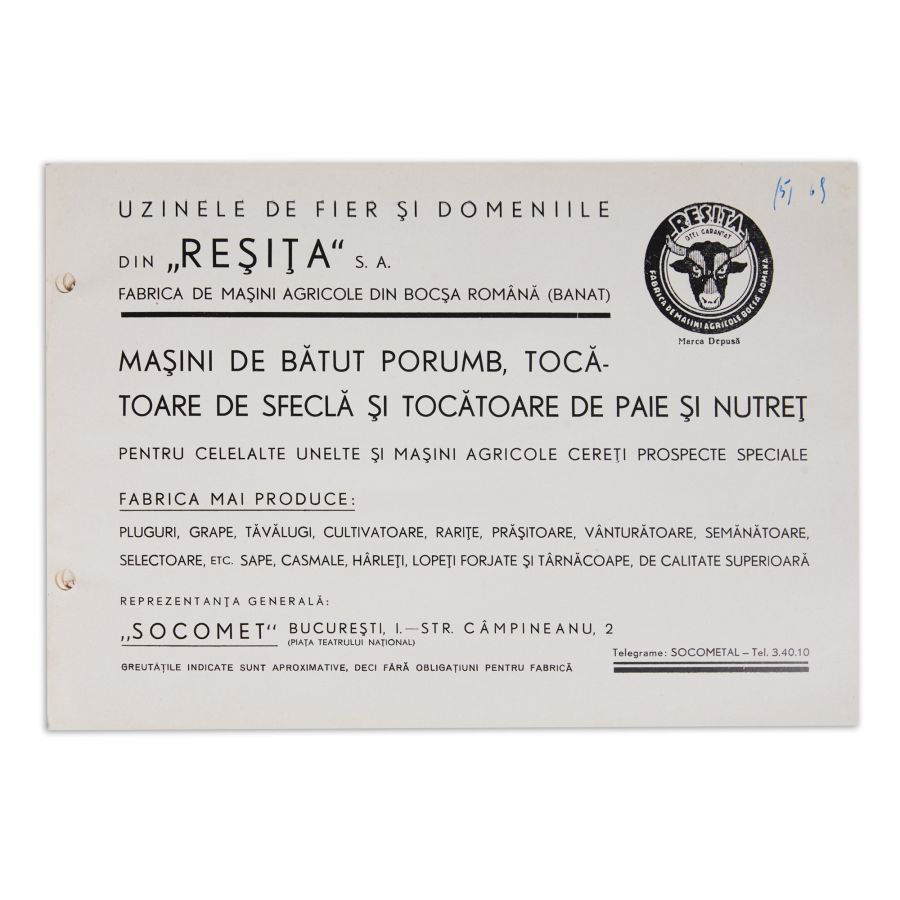 UZINELE DE FIER ŞI DOMENIILE
DIN „REŞIŢA“ S. A.
FABRICA DE MAŞINI AGRICOLE DIN BOCŞA ROMÂNĂ (BANAT)
REŞIŢA
OŢEL GARANTAT
FABRICA DE MAŞINI AGRICOLE BOCŞA ROMANA
Marca Depusă
MAŞINI DE BĂTUT PORUMB, TOCĂ-
TOARE DE SFECLĂ ŞI TOCĂTOARE DE PAIE ŞI NUTREŢ
PENTRU CELELALTE UNELTE ŞI MAŞINI AGRICOLE CEREŢI PROSPECTE SPECIALE
FABRICA MAI PRODUCE:
PLUGURI, GRAPE, TĂVĂLUGI, CULTIVATOARE, RARIŢE, PRĂŞITOARE, VÂNTURĂTOARE, SEMĂNĂTOARE,
SELECTOARE, ETC. SAPE, CASMALE, HÂRLEŢI, LOPEŢI FORJATE ŞI TÂRNĂCOAPE, DE CALITATE SUPERIOARĂ
REPREZENTANŢA GENERALĂ:
„SOCOMET“ BUCUREŞTI, I.—STR. CÂMPINEANU, 2
(PIAŢA TEATRULUI NAŢIONAL)
Telegrame: SOCOMETAL – Tel. 3.40.10
GREUTĂŢILE INDICATE SUNT APROXIMATIVE, DECI FĂRĂ OBLIGAŢIUNI PENTRU FABRICĂ